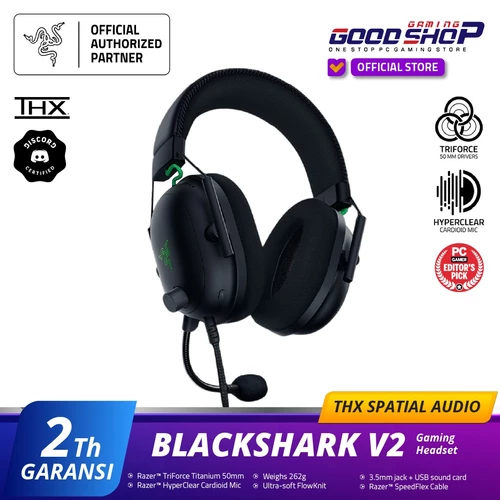 OFFICIAL
AUTHORIZED
PARTNER
GAMING
GOODSHOP
ONE STOP PC GAMING STORE
OFFICIAL STORE
THX
DISCORD
CERTIFIED
TRIFORCE
50 MM DRIVERS
HYPERCLEAR
CARDIOID MIC
PC
GAMER
EDITOR'S
PICK
THX SPATIAL AUDIO
2Th
GARANSI
BLACKSHARK V2
Gaming
Headset
Razer™ TriForce Titanium 50mm
Razer™ HyperClear Cardioid Mic
Weighs 262g
Ultra-soft FlowKnit
3.5mm jack + USB sound card
Razer™ SpeedFlex Cable